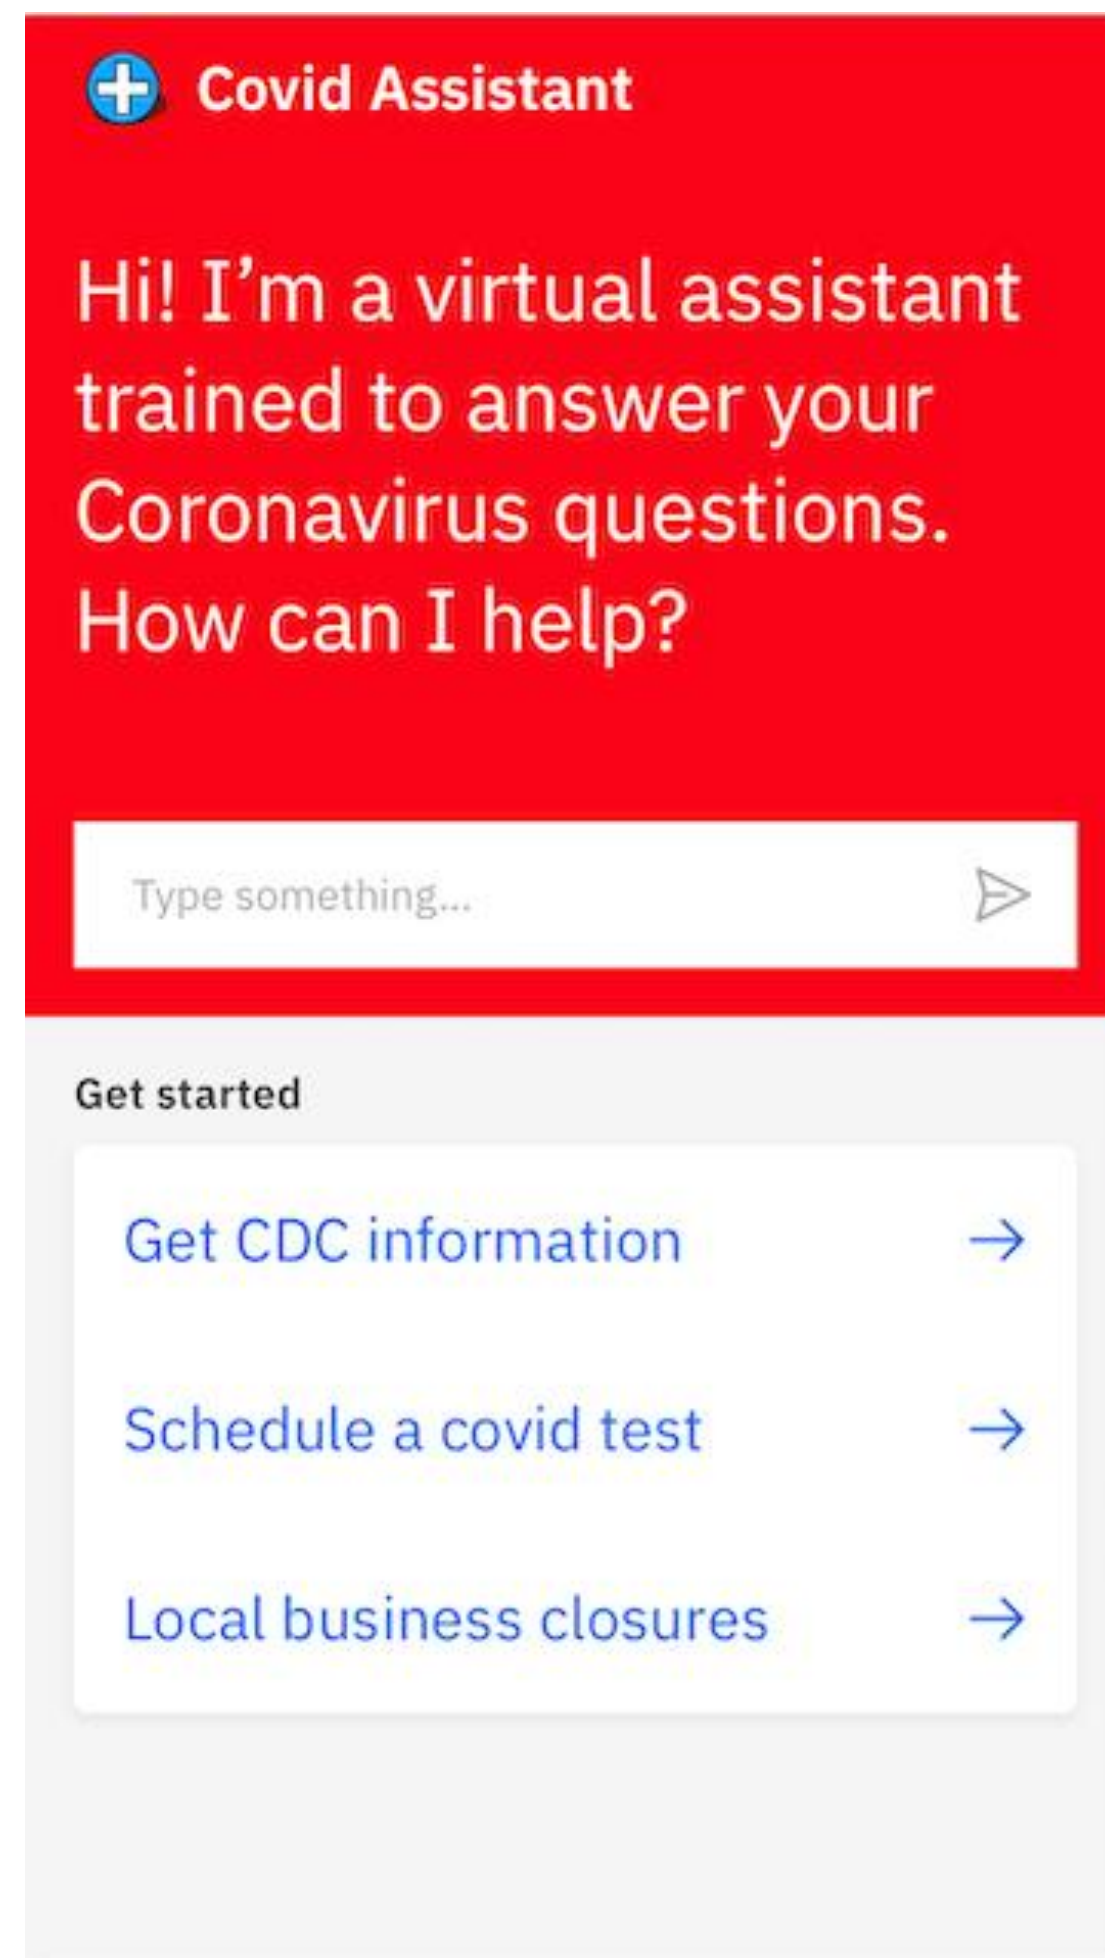 Covid Assistant
Hi! I’m a virtual assistant
trained to answer your
Coronavirus questions.
How can I help?
Type something...
Get started
Get CDC information
Schedule a covid test
Local business closures